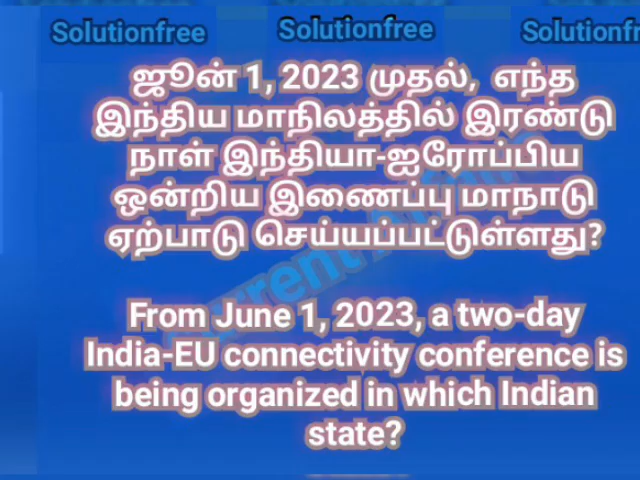 Solutionfree Solutionfree Solutionfr
ஜூன் 1, 2023 முதல், எந்த
இந்திய மாநிலத்தில் இரண்டு
நாள் இந்தியா-ஐரோப்பிய
ஒன்றிய இணைப்பு மாநாடு
ஏற்பாடு செய்யப்பட்டுள்ளது?
From June 1, 2023, a two-day
India-EU connectivity conference is
being organized in which Indian
state?